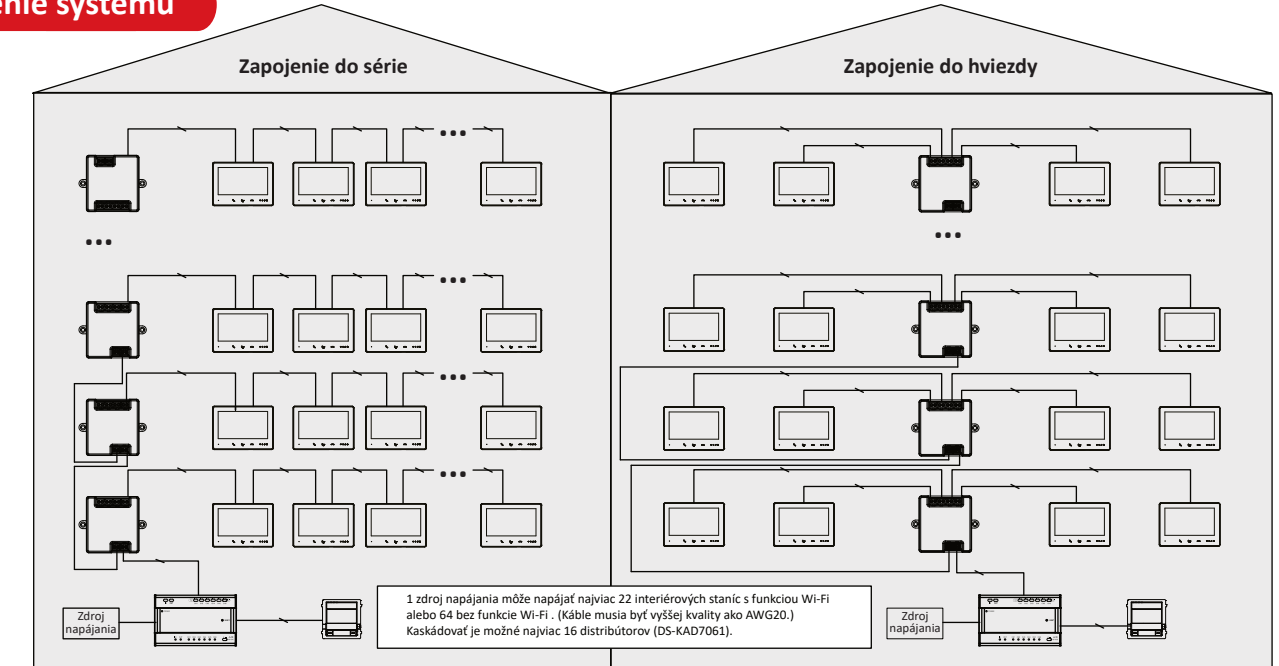 enie systému
Zapojenie do série
Zapojenie do hviezdy
Zdroj
napájania
1 zdroj napájania môže napájať najviac 22 interiérových staníc s funkciou Wi-Fi
alebo 64 bez funkcie Wi-Fi . (Káble musia byť vyššej kvality ako AWG20.)
Kaskádovať je možné najviac 16 distribútorov (DS-KAD7061).
Zdroj
napájania